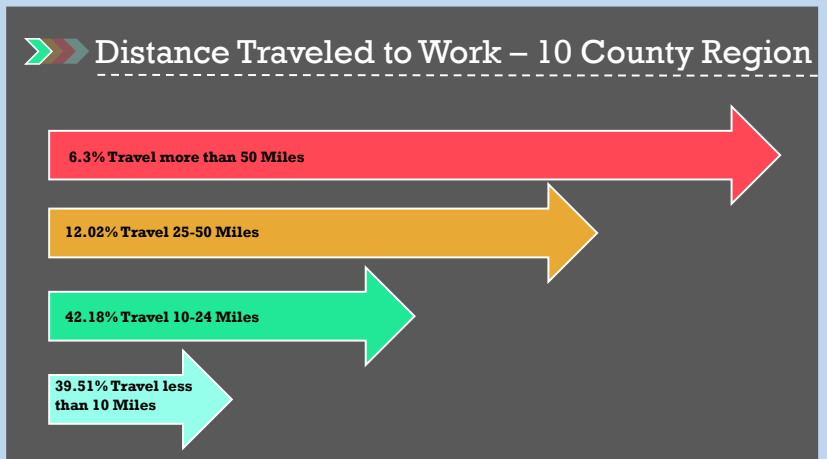 Distance Traveled to Work – 10 County Region
6.3% Travel more than 50 Miles
12.02% Travel 25-50 Miles
42.18% Travel 10-24 Miles
39.51% Travel less
than 10 Miles